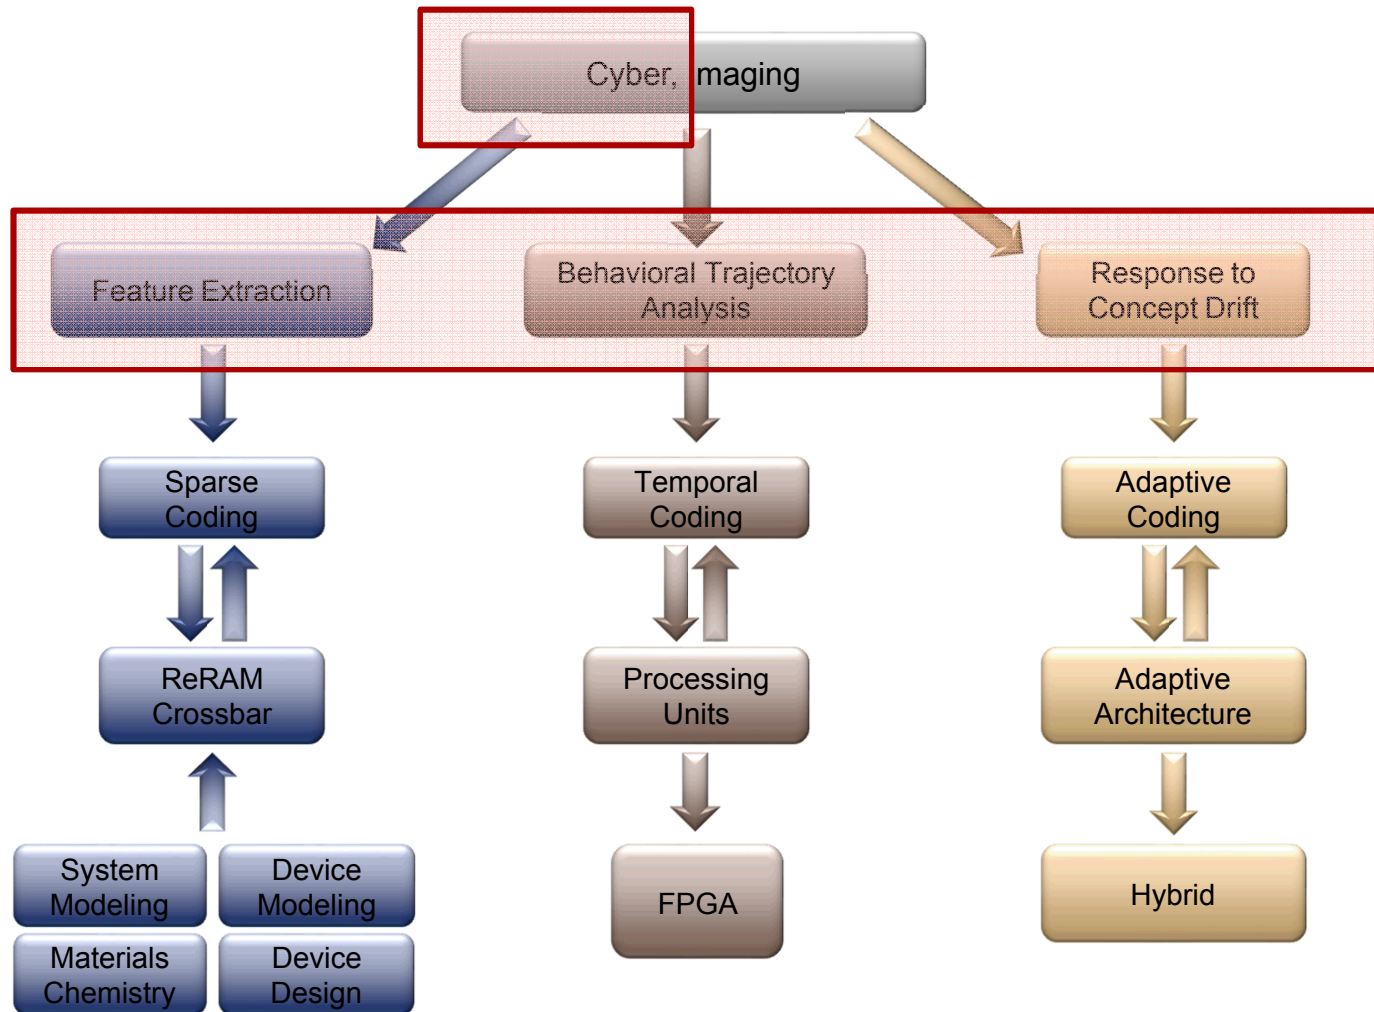 Cyber, Imaging
Feature Extraction
Behavioral Trajectory
Analysis
Response to
Concept Drift
Sparse
Coding
Temporal
Coding
Adaptive
Coding
ReRAM
Crossbar
Processing
Units
Adaptive
Architecture
System
Modeling
Device
Modeling
FPGA
Hybrid
Materials
Chemistry
Device
Design